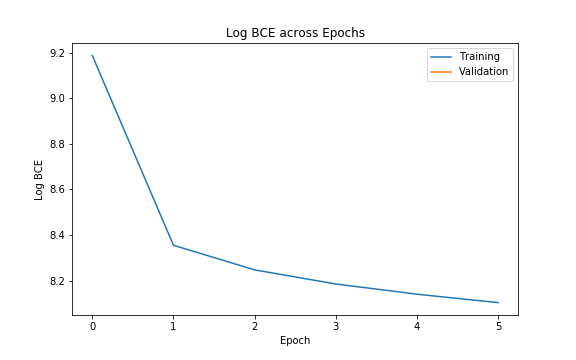 Log BCE across Epochs
Training
Validation
9.2
9.0
8.8
8.6
8.4
8.2
Log BCE
0 1 2 3 4 5
Epoch